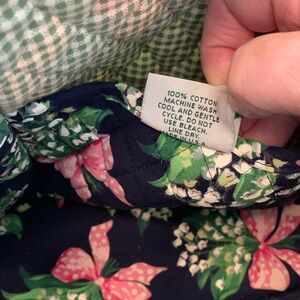 100% COTTON
MACHINE WASH
COOL AND GENTLE
CYCLE. DO NOT
USE BLEACH.
LINE DRY.